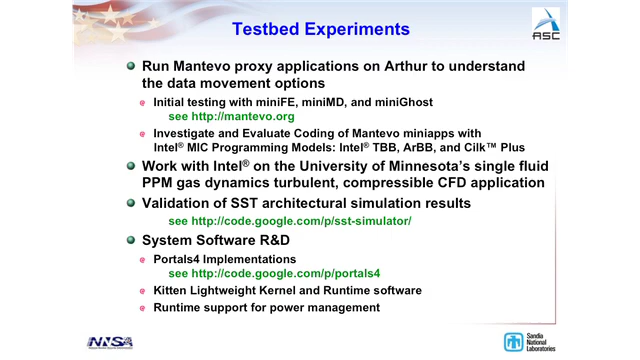 Testbed Experiments
ASC
Run Mantevo proxy applications on Arthur to understand
the data movement options
Initial testing with miniFE, miniMD, and miniGhost
see http://mantevo.org
Investigate and Evaluate Coding of Mantevo miniapps with
Intel® MIC Programming Models: Intel® TBB, ArBB, and Cilk™ Plus
Work with Intel® on the University of Minnesota's single fluid
PPM gas dynamics turbulent, compressible CFD application
Validation of SST architectural simulation results
see http://code.google.com/p/sst-simulator/
System Software R&D
Portals4 Implementations
see http://code.google.com/p/portals4
Kitten Lightweight Kernel and Runtime software
Runtime support for power management
NNSA
Sandia
National
Laboratories